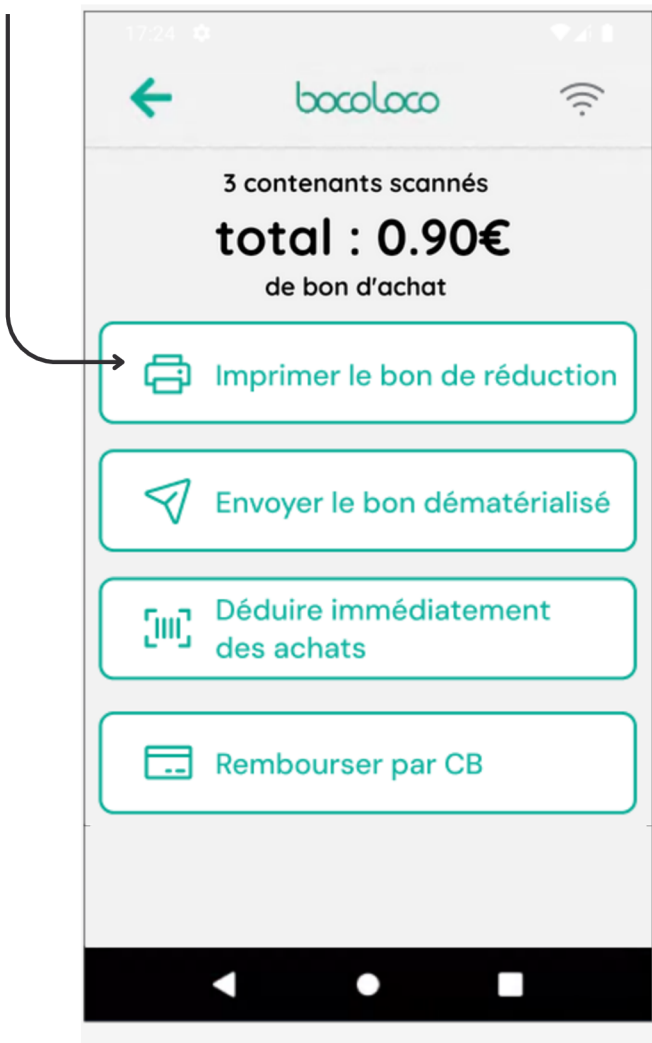 17:24
bocoloco
3 contenants scannés
total : 0.90€
de bon d'achat
Imprimer le bon de réduction
Envoyer le bon dématérialisé
Déduire immédiatement
des achats
Rembourser par CB